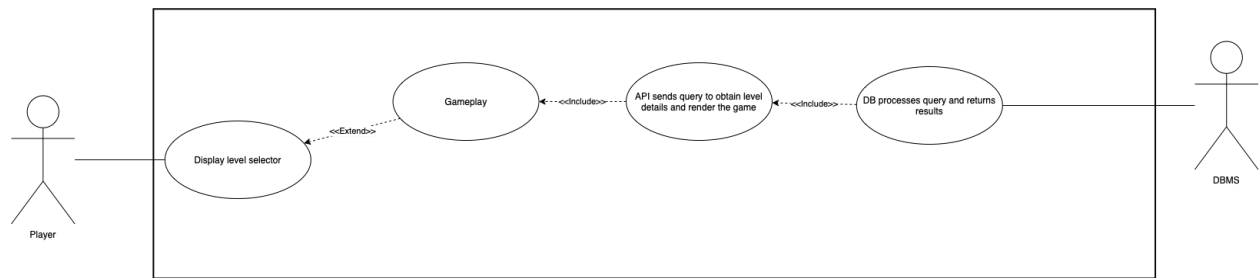 Player
Display level selector
<<Extend>>
Gameplay
<<Include>>
API sends query to obtain level
details and render the game
<<Include>>
DB processes query and returns
results
DBMS